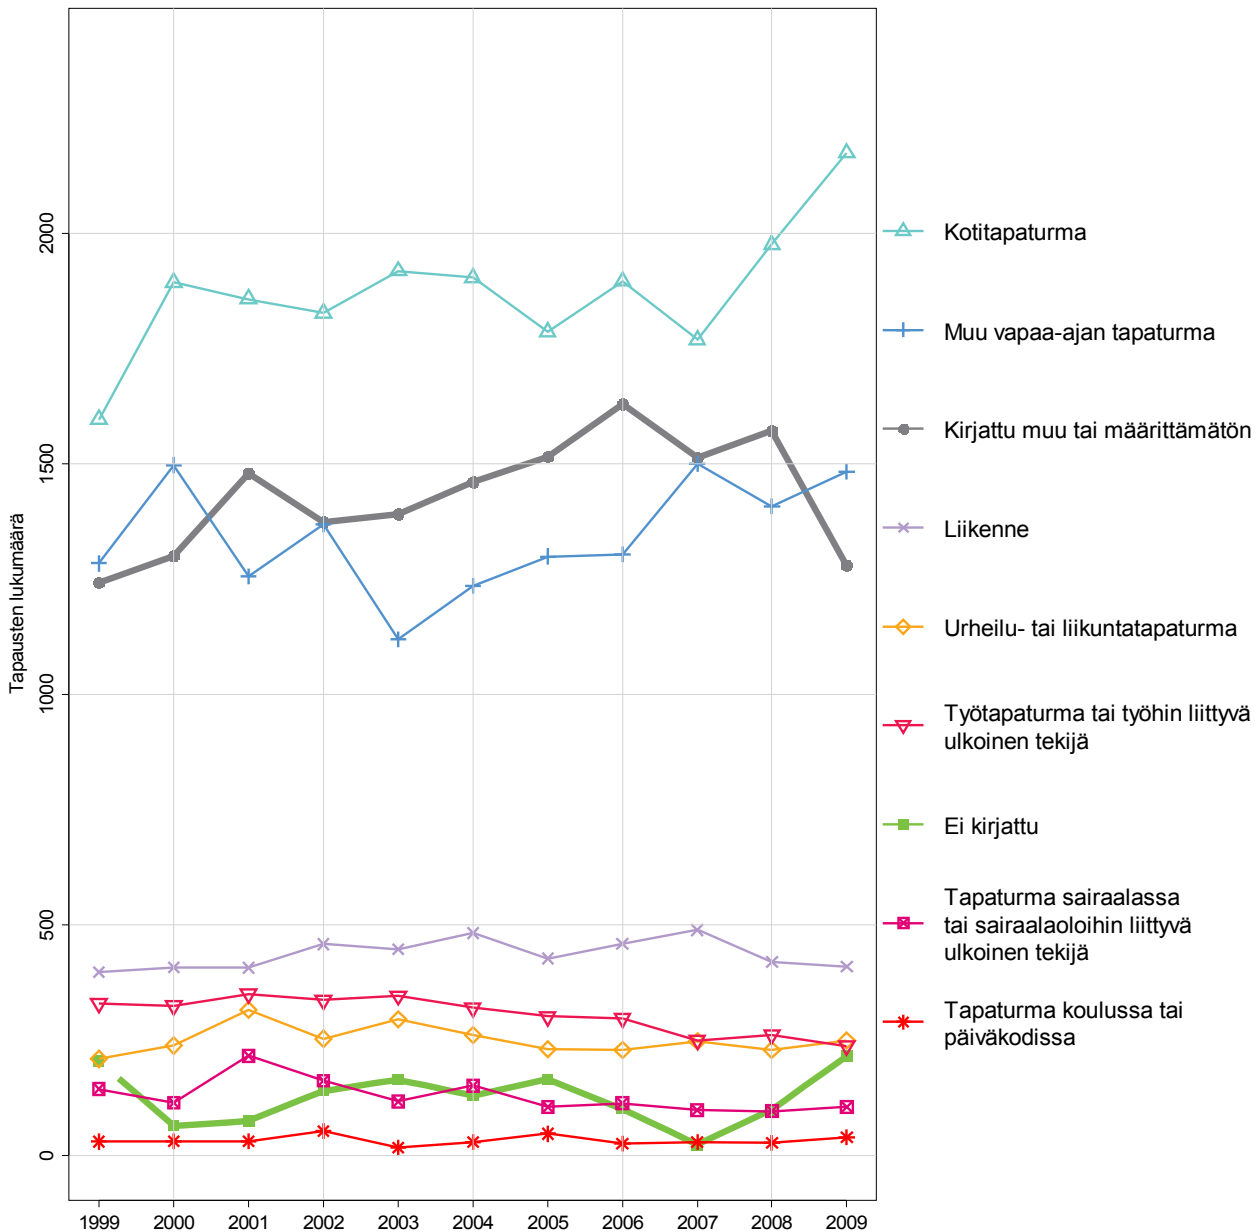 Tapausten lukumäärä
2000
1500
1000
500
0
1999 2000 2001 2002 2003 2004 2005 2006 2007 2008 2009
Kotitapaturma
Muu vapaa-ajan tapaturma
Kirjattu muu tai määrittämätön
Liikenne
Urheilu- tai liikuntatapaturma
Työtapaturma tai työhin liittyvä
ulkoinen tekijä
Ei kirjattu
Tapaturma sairaalassa
tai sairaalaoloihin liittyvä
ulkoinen tekijä
Tapaturma koulussa tai
päiväkodissa